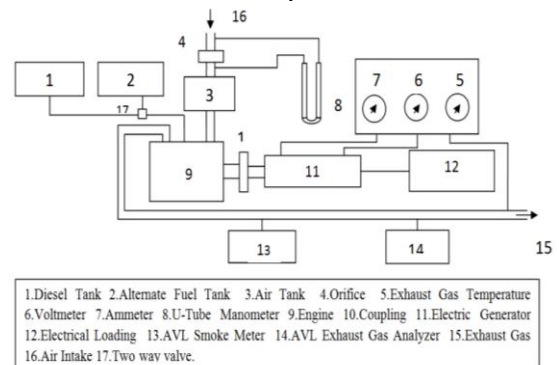 16
4
7 6 5
1
2
3
17
8
1
9
11
12
13
14
15
1.Diesel Tank 2.Alternate Fuel Tank 3.Air Tank 4.Orifice 5.Exhaust Gas Temperature
6.Voltmeter 7.Ammeter 8.U-Tube Manometer 9.Engine 10.Coupling 11.Electric Generator
12.Electrical Loading 13.AVL Smoke Meter 14.AVL Exhaust Gas Analyzer 15.Exhaust Gas
16.Air Intake 17.Two way valve.